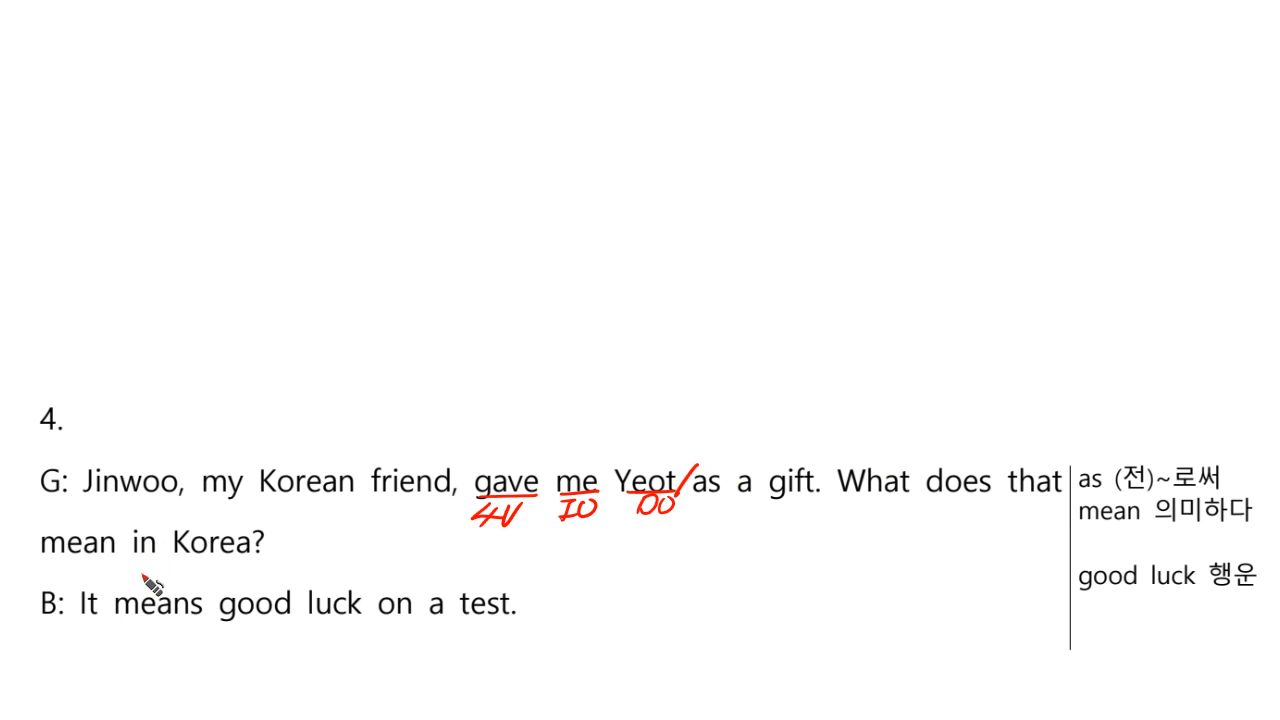 4.
G: Jinwoo, my Korean friend, gave me Yeot/as a gift. What does that
4V IO DO
mean in Korea?
B: It means good luck on a test.
as (전)~로써
mean 의미하다
good luck 행운